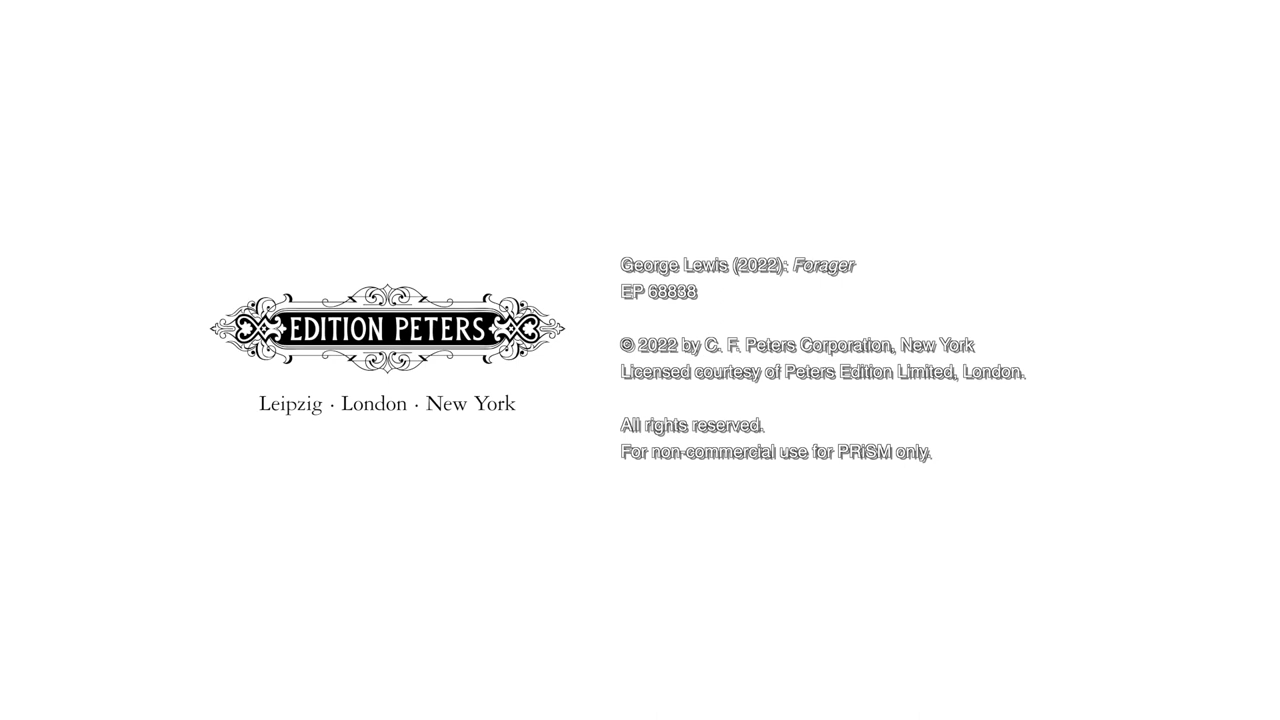 EDITION PETERS
Leipzig · London · New York
George Lewis (2022): Forager
EP 68838
© 2022 by C. F. Peters Corporation, New York
Licensed courtesy of Peters Edition Limited, London.
All rights reserved.
For non-commercial use for PRiSM only.